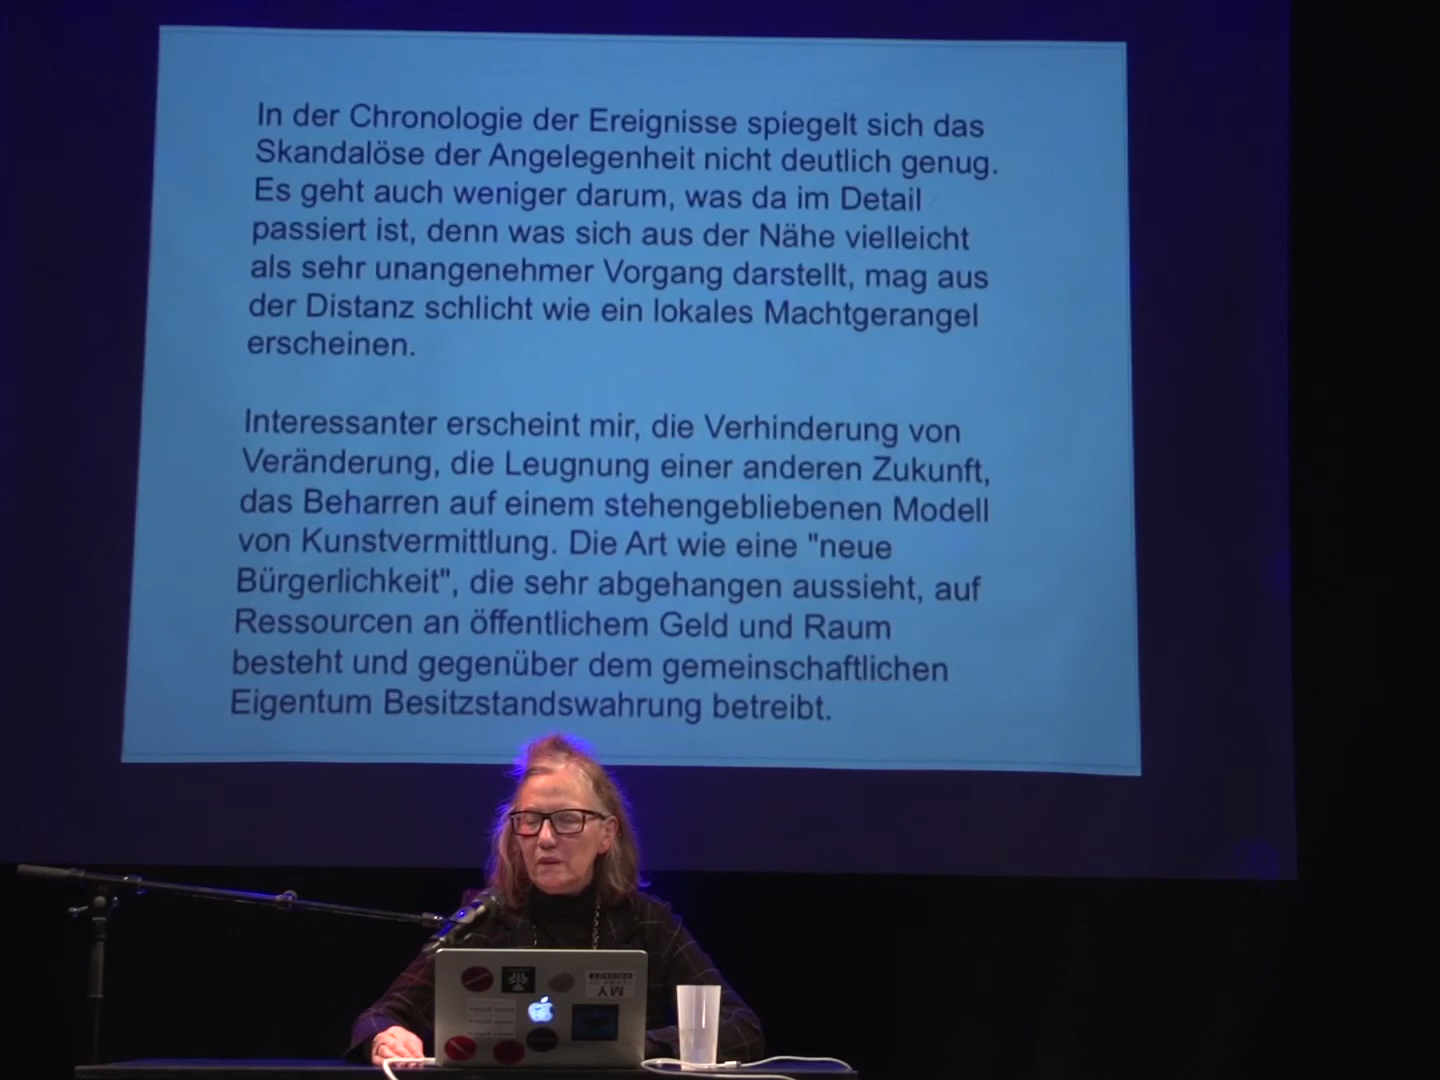 In der Chronologie der Ereignisse spiegelt sich das
Skandalöse der Angelegenheit nicht deutlich genug.
Es geht auch weniger darum, was da im Detail
passiert ist, denn was sich aus der Nähe vielleicht
als sehr unangenehmer Vorgang darstellt, mag aus
der Distanz schlicht wie ein lokales Machtgerangel
erscheinen.
Interessanter erscheint mir, die Verhinderung von
Veränderung, die Leugnung einer anderen Zukunft,
das Beharren auf einem stehengebliebenen Modell
von Kunstvermittlung. Die Art wie eine "neue
Bürgerlichkeit", die sehr abgehangen aussieht, auf
Ressourcen an öffentlichem Geld und Raum
besteht und gegenüber dem gemeinschaftlichen
Eigentum Besitzstandswahrung betreibt.
MY